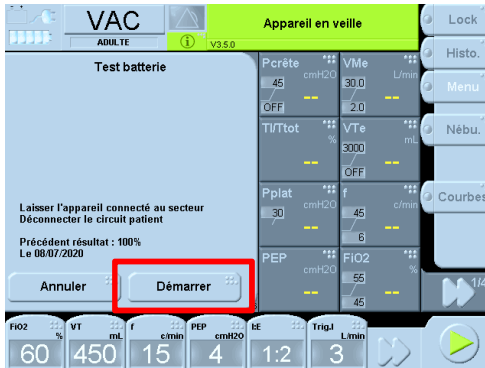 VAC
ADULTE
V3.5.0
Appareil en veille
Lock
Histo.
Menu
Nébu.
Courbes
1/4
Test batterie
Laisser l'appareil connecté au secteur
Déconnecter le circuit patient
Précédent résultat : 100%
Le 08/07/2020
Annuler
Démarrer
Pcrête
cmH2O
45
OFF
--
VMe
L/min
30.0
2.0
--
TI/Ttot
%
--
VTe
mL
3000
OFF
--
Pplat
cmH2O
30
--
f
c/min
45
6
--
PEP
cmH2O
--
FiO2
%
55
45
--
FiO2
%
60
VT
mL
450
f
c/min
15
PEP
cmH2O
4
I:E
1:2
Trig.I
L/min
3